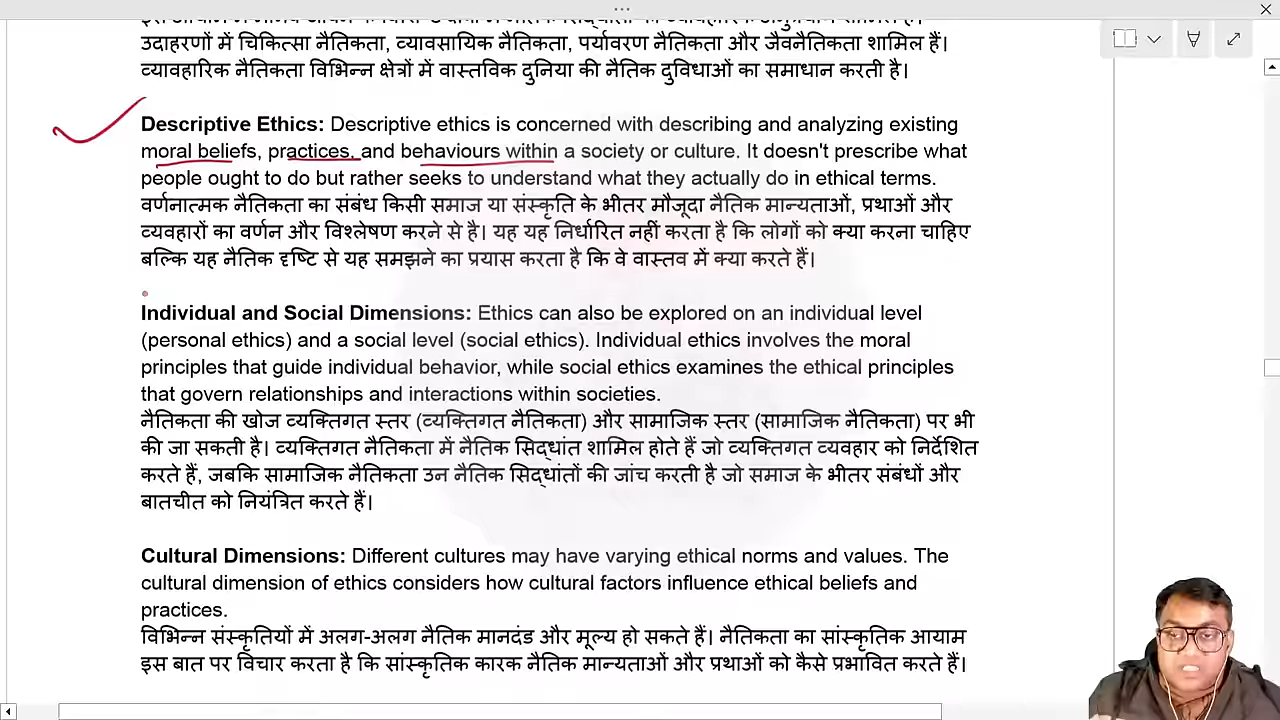 उदाहरणों में चिकित्सा नैतिकता, व्यावसायिक नैतिकता, पर्यावरण नैतिकता और जैवनैतिकता शामिल हैं।
व्यावहारिक नैतिकता विभिन्न क्षेत्रों में वास्तविक दुनिया की नैतिक दुविधाओं का समाधान करती है।
Descriptive Ethics: Descriptive ethics is concerned with describing and analyzing existing
moral beliefs, practices, and behaviours within a society or culture. It doesn't prescribe what
people ought to do but rather seeks to understand what they actually do in ethical terms.
वर्णनात्मक नैतिकता का संबंध किसी समाज या संस्कृति के भीतर मौजूदा नैतिक मान्यताओं, प्रथाओं और
व्यवहारों का वर्णन और विश्लेषण करने से है। यह यह निर्धारित नहीं करता है कि लोगों को क्या करना चाहिए
बल्कि यह नैतिक दृष्टि से यह समझने का प्रयास करता है कि वे वास्तव में क्या करते हैं।
Individual and Social Dimensions: Ethics can also be explored on an individual level
(personal ethics) and a social level (social ethics). Individual ethics involves the moral
principles that guide individual behavior, while social ethics examines the ethical principles
that govern relationships and interactions within societies.
नैतिकता की खोज व्यक्तिगत स्तर (व्यक्तिगत नैतिकता) और सामाजिक स्तर (सामाजिक नैतिकता) पर भी
की जा सकती है। व्यक्तिगत नैतिकता में नैतिक सिद्धांत शामिल होते हैं जो व्यक्तिगत व्यवहार को निर्देशित
करते हैं, जबकि सामाजिक नैतिकता उन नैतिक सिद्धांतों की जांच करती है जो समाज के भीतर संबंधों और
बातचीत को नियंत्रित करते हैं।
Cultural Dimensions: Different cultures may have varying ethical norms and values. The
cultural dimension of ethics considers how cultural factors influence ethical beliefs and
practices.
विभिन्न संस्कृतियों में अलग-अलग नैतिक मानदंड और मूल्य हो सकते हैं। नैतिकता का सांस्कृतिक आयाम
इस बात पर विचार करता है कि सांस्कृतिक कारक नैतिक मान्यताओं और प्रथाओं को कैसे प्रभावित करते हैं।